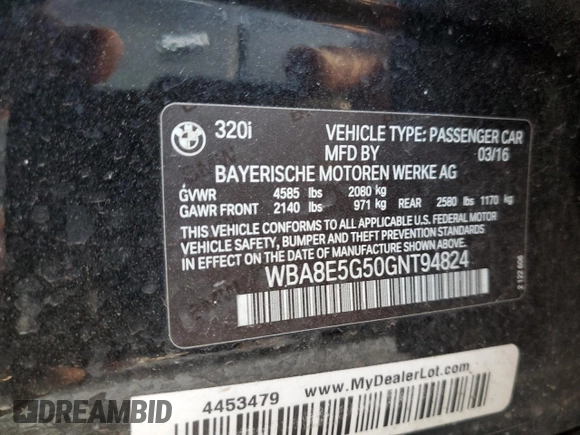 BMW
320i
VEHICLE TYPE: PASSENGER CAR
MFD BY 03/16
BAYERISCHE MOTOREN WERKE AG
GVWR 4585 lbs 2080 kg
GAWR FRONT 2140 lbs 971 kg REAR 2580 lbs 1170 kg
THIS VEHICLE CONFORMS TO ALL APPLICABLE U.S. FEDERAL MOTOR
VEHICLE SAFETY, BUMPER AND THEFT PREVENTION STANDARDS
IN EFFECT ON THE DATE OF MANUFACTURE SHOWN ABOVE.
WBA8E5G50GNT94824
4453479 www.MyDealerLot.com
DREAMBID